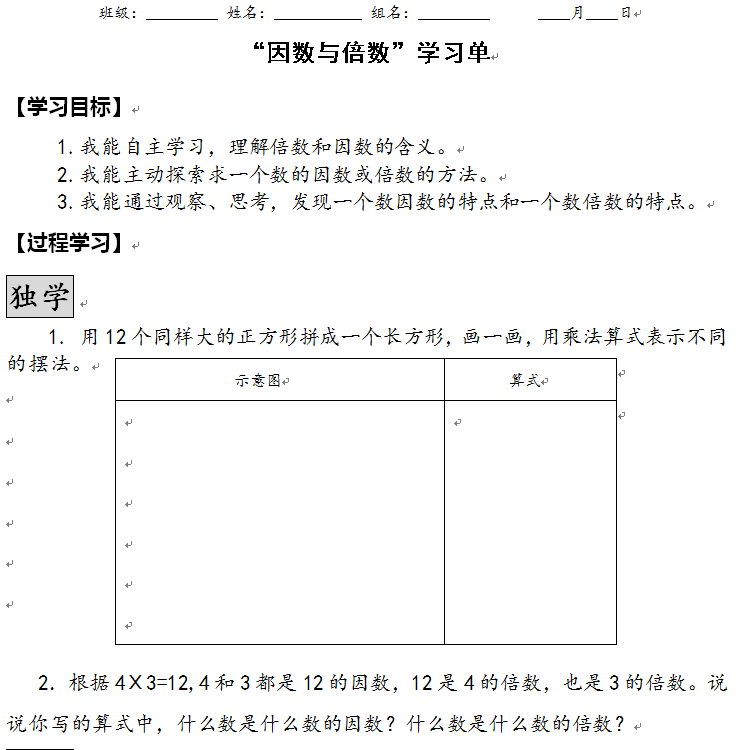 班级：________ 姓名：__________ 组名：________ ____月____日
“因数与倍数”学习单
【学习目标】
1.我能自主学习，理解倍数和因数的含义。
2.我能主动探索求一个数的因数或倍数的方法。
3.我能通过观察、思考，发现一个数因数的特点和一个数倍数的特点。
【过程学习】
独学
1. 用12个同样大的正方形拼成一个长方形，画一画，用乘法算式表示不同
的摆法。
示意图 算式
2．根据4×3=12,4和3都是12的因数，12是4的倍数，也是3的倍数。说
说你写的算式中，什么数是什么数的因数？什么数是什么数的倍数？